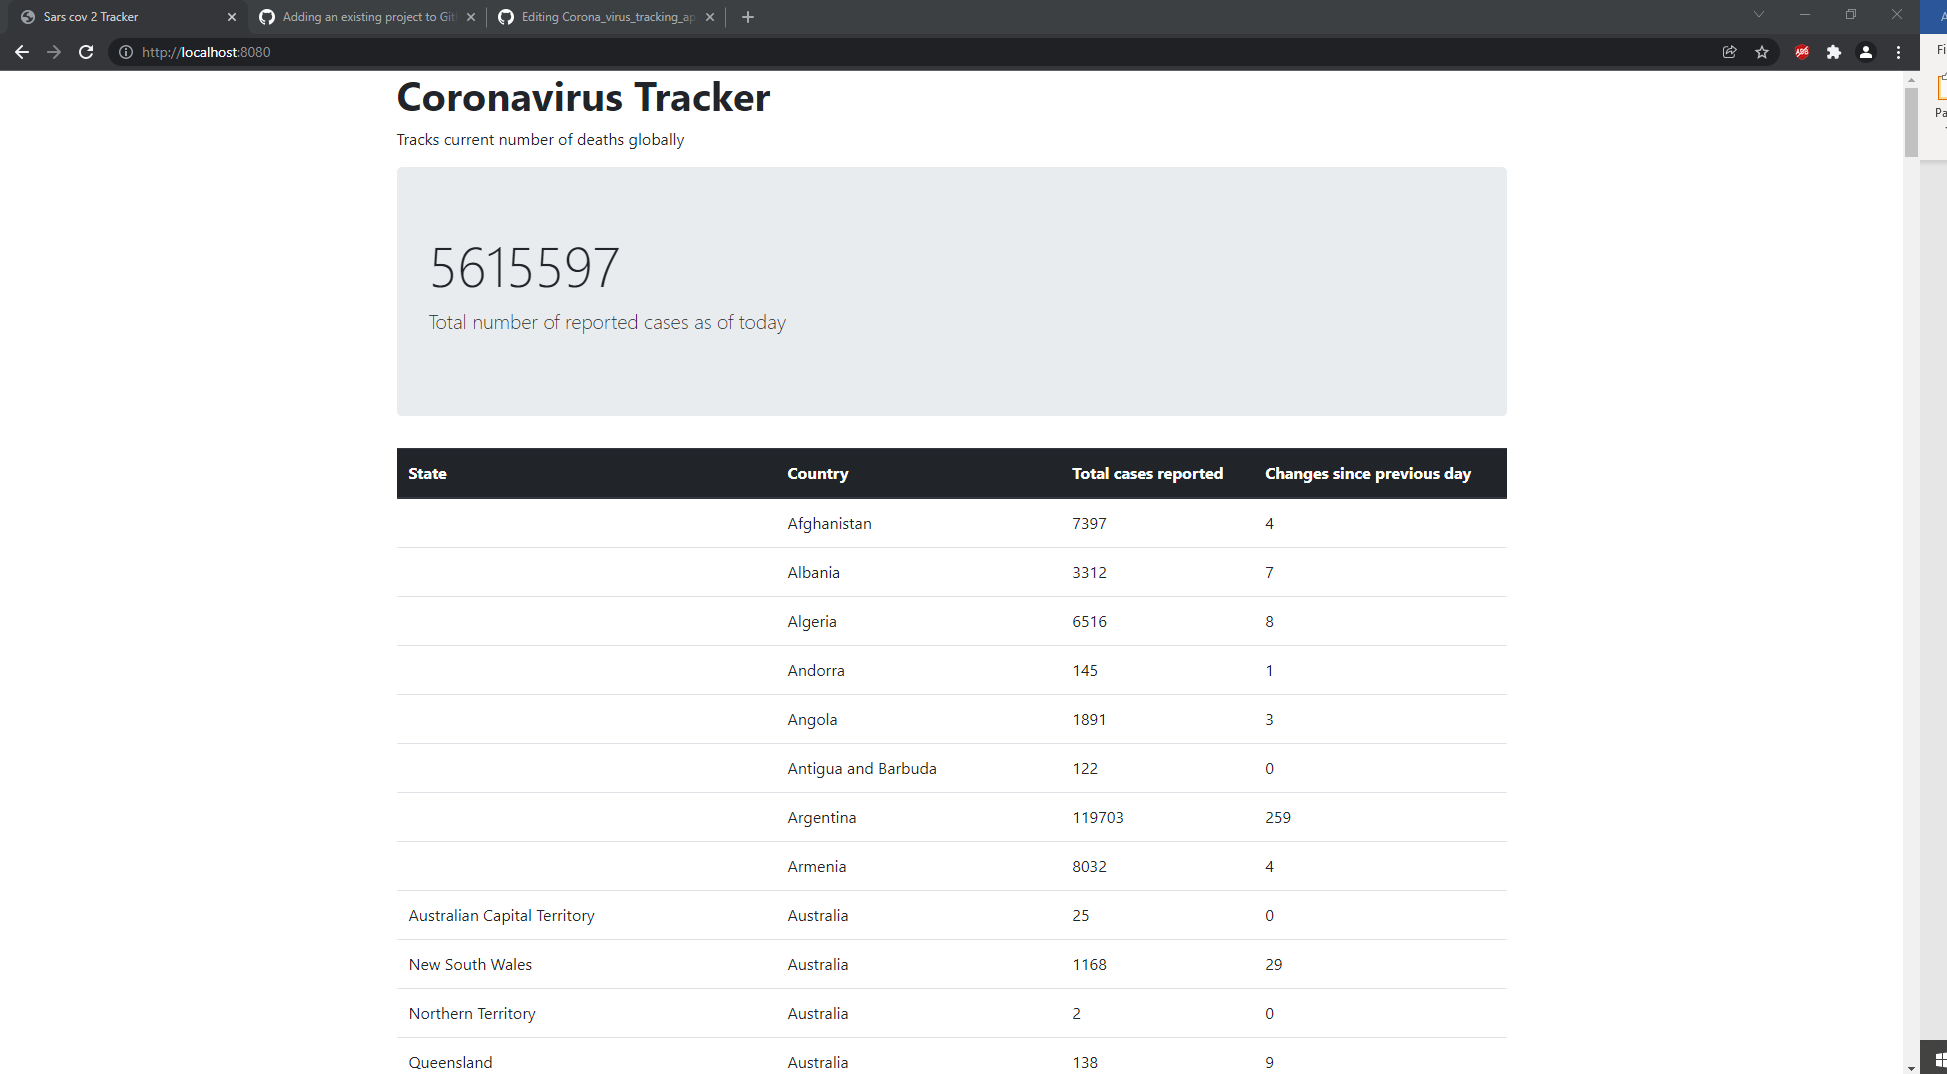 Sars cov 2 Tracker
Adding an existing project to Git
Editing Corona_virus_tracking_ap
http://localhost:8080
Fi
Pa
Coronavirus Tracker
Tracks current number of deaths globally
5615597
Total number of reported cases as of today
State Country Total cases reported Changes since previous day
Afghanistan 7397 4
Albania 3312 7
Algeria 6516 8
Andorra 145 1
Angola 1891 3
Antigua and Barbuda 122 0
Argentina 119703 259
Armenia 8032 4
Australian Capital Territory Australia 25 0
New South Wales Australia 1168 29
Northern Territory Australia 2 0
Queensland Australia 138 9